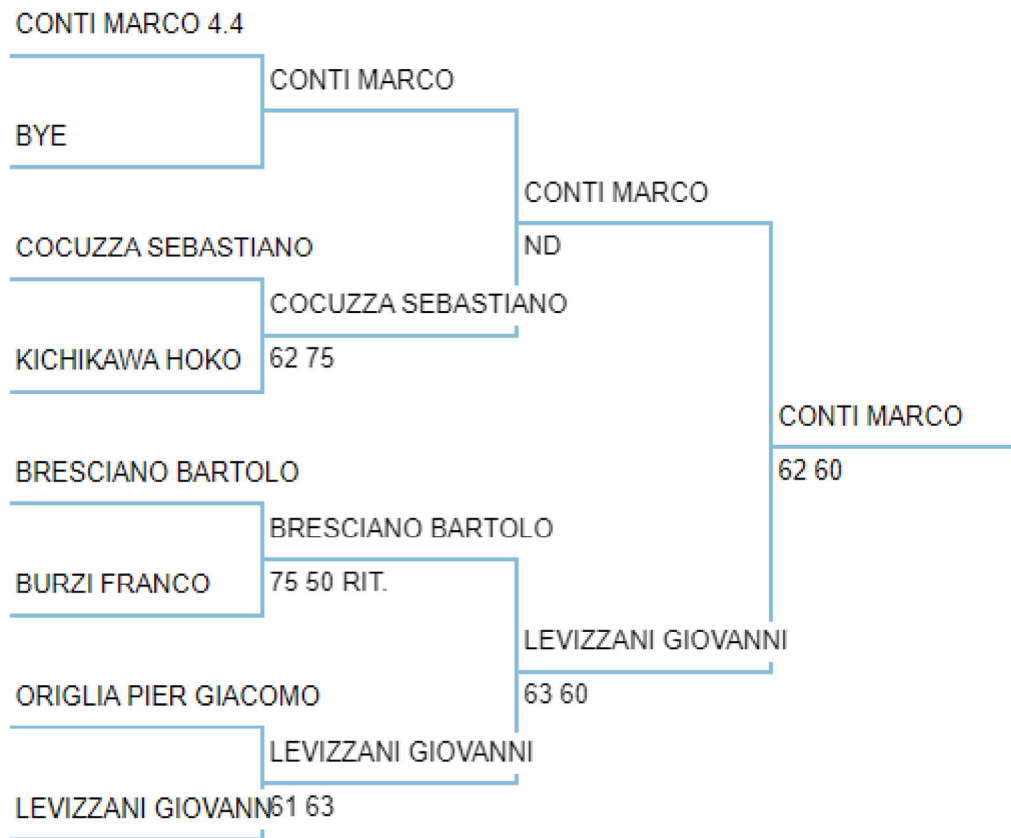 CONTI MARCO 4.4
CONTI MARCO
BYE
CONTI MARCO
COCUZZA SEBASTIANO
ND
COCUZZA SEBASTIANO
KICHIKAWA HOKO
62 75
CONTI MARCO
BRESCIANO BARTOLO
62 60
BRESCIANO BARTOLO
BURZI FRANCO
75 50 RIT.
LEVIZZANI GIOVANNI
ORIGLIA PIER GIACOMO
63 60
LEVIZZANI GIOVANNI
LEVIZZANI GIOVANN
61 63